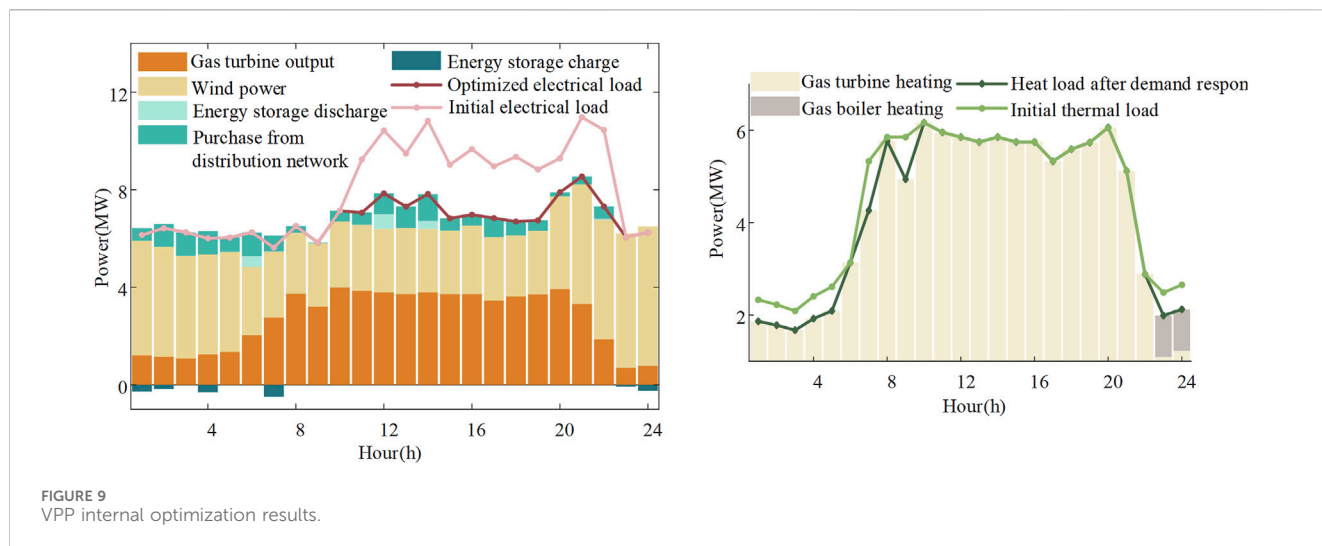 Gas turbine output
Wind power
Energy storage discharge
Purchase from
distribution network
Energy storage charge
Optimized electrical load
Initial electrical load
12
8
4
0
Power(MW)
4
8
12
16
20
24
Hour(h)
Gas turbine heating
Gas boiler heating
Heat load after demand respon
Initial thermal load
6
4
2
Power(MW)
4
8
12
16
20
24
Hour(h)
FIGURE 9
VPP internal optimization results.